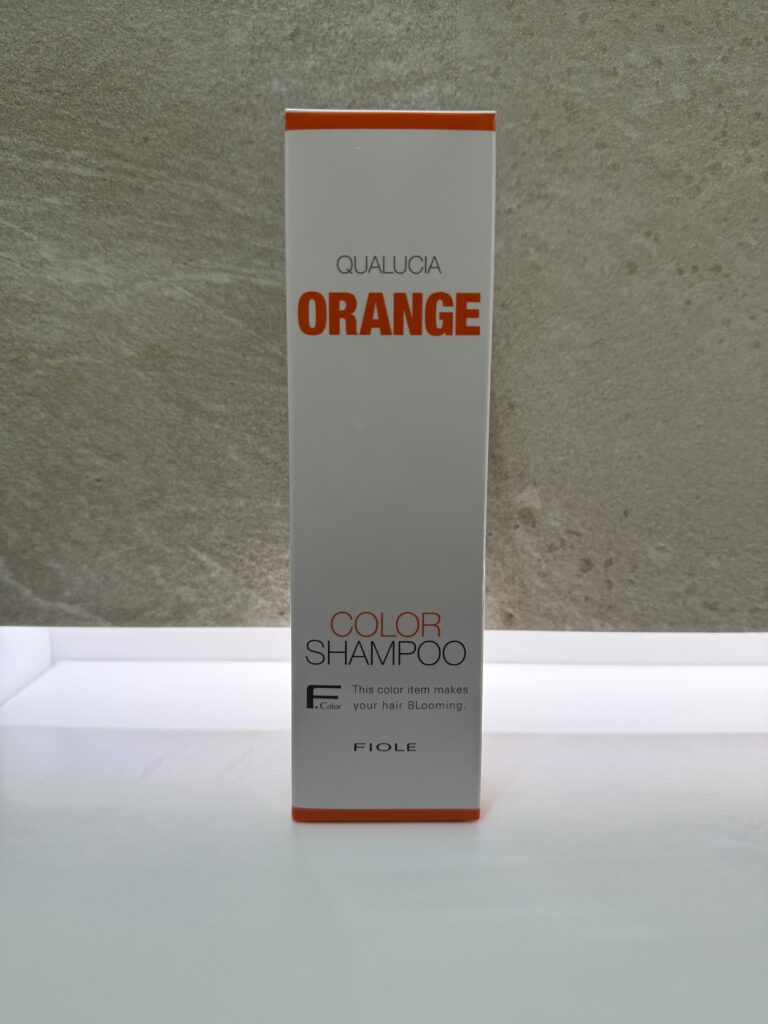 QUALUCIA
ORANGE
COLOR
SHAMPOO
F.Color
This color item makes
your hair BLooming.
FIOLE